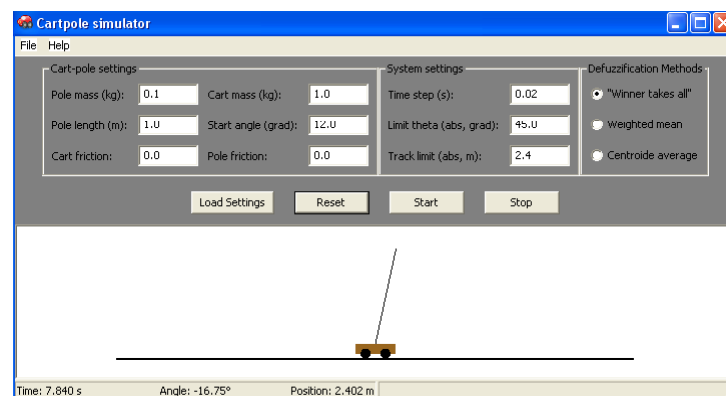 Cartpole simulator
File Help
Cart-pole settings System settings Defuzzification Methods
Pole mass (kg): 0.1 Cart mass (kg): 1.0 Time step (s): 0.02 "Winner takes all"
Pole length (m): 1.0 Start angle (grad): 12.0 Limit theta (abs, grad): 45.0 Weighted mean
Cart friction: 0.0 Pole friction: 0.0 Track limit (abs, m): 2.4 Centroide average
Load Settings Reset Start Stop
Time: 7.840 s Angle: -16.75° Position: 2.402 m